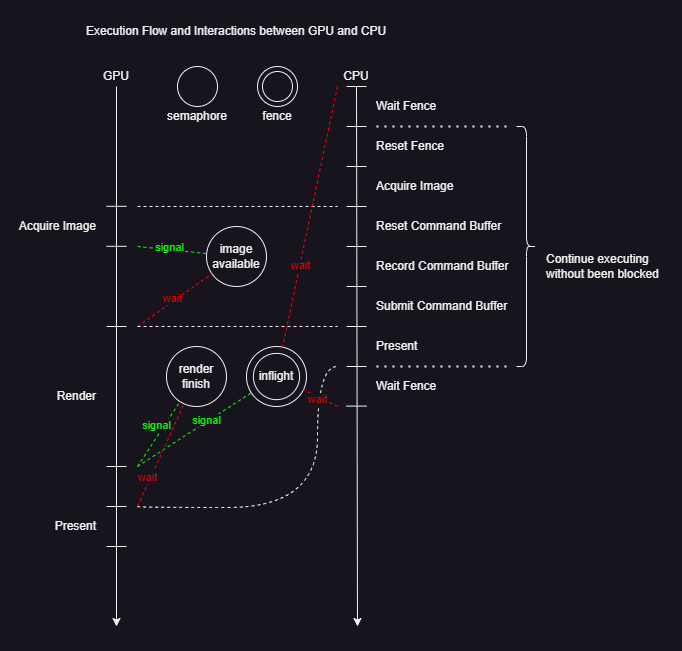 Execution Flow and Interactions between GPU and CPU
GPU
CPU
semaphore
fence
Wait Fence
Reset Fence
Acquire Image
Acquire Image
Reset Command Buffer
signal
image
available
wait
Record Command Buffer
Continue executing
without been blocked
wait
Submit Command Buffer
Present
render
finish
inflight
Wait Fence
Render
wait
signal
signal
wait
Present